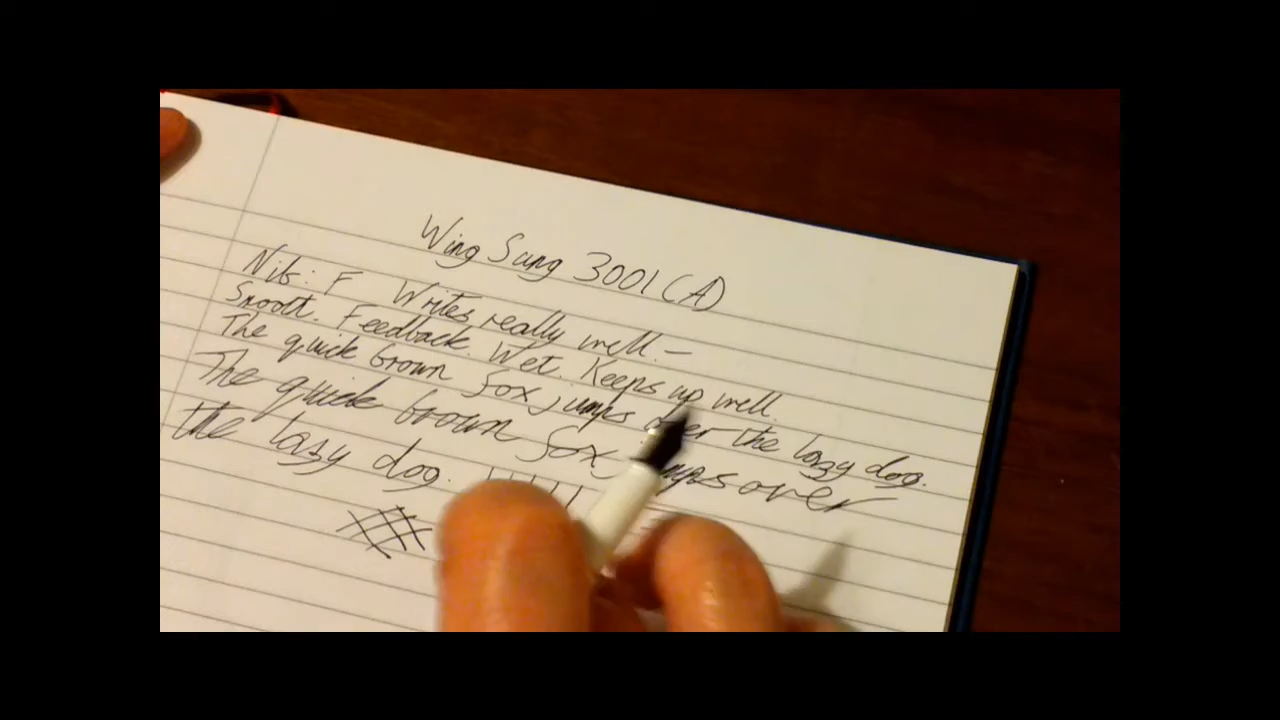 Wing Sung 3001 (A)
Nib: F Writes really well. –
Smooth. Feedback. Wet. Keeps up well.
The quick brown fox jumps over the lazy dog.
The quick brown fox jumps over
the lazy dog.